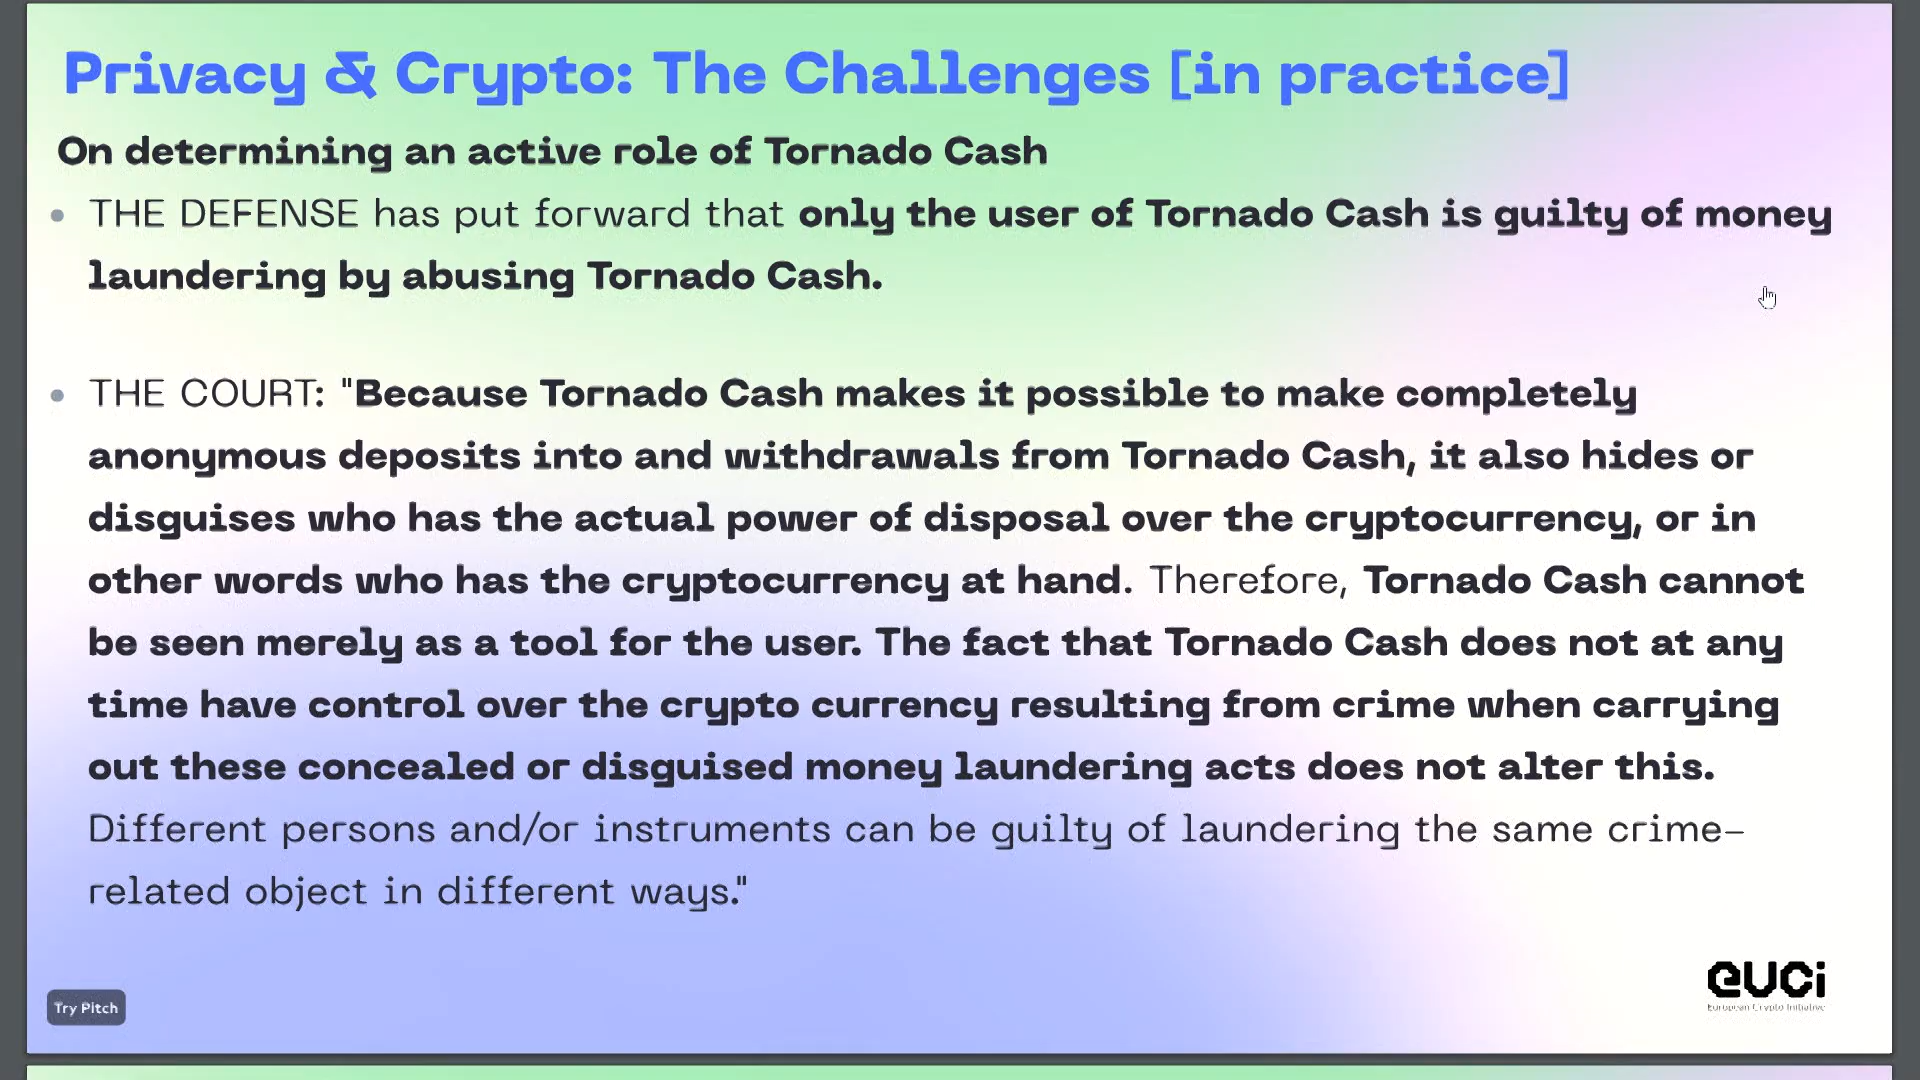 Privacy & Crypto: The Challenges [in practice]
On determining an active role of Tornado Cash
• THE DEFENSE has put forward that only the user of Tornado Cash is guilty of money
laundering by abusing Tornado Cash.
• THE COURT: "Because Tornado Cash makes it possible to make completely
anonymous deposits into and withdrawals from Tornado Cash, it also hides or
disguises who has the actual power of disposal over the cryptocurrency, or in
other words who has the cryptocurrency at hand. Therefore, Tornado Cash cannot
be seen merely as a tool for the user. The fact that Tornado Cash does not at any
time have control over the crypto currency resulting from crime when carrying
out these concealed or disguised money laundering acts does not alter this.
Different persons and/or instruments can be guilty of laundering the same crime-
related object in different ways."
Try Pitch
euci
European Crypto Initiative